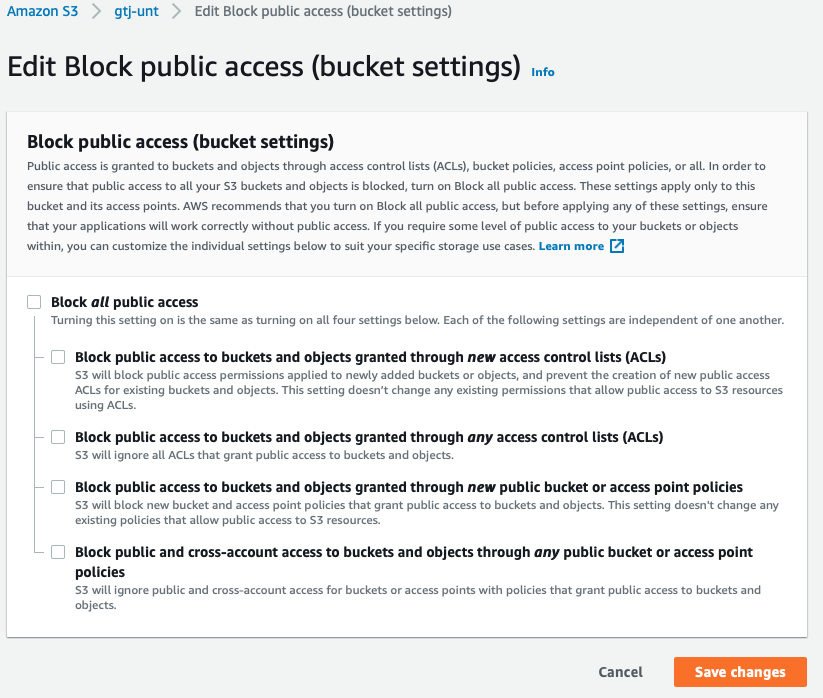 Amazon S3 > gtj-unt > Edit Block public access (bucket settings)
Edit Block public access (bucket settings) Info
Block public access (bucket settings)
Public access is granted to buckets and objects through access control lists (ACLs), bucket policies, access point policies, or all. In order to
ensure that public access to all your S3 buckets and objects is blocked, turn on Block all public access. These settings apply only to this
bucket and its access points. AWS recommends that you turn on Block all public access, but before applying any of these settings, ensure
that your applications will work correctly without public access. If you require some level of public access to your buckets or objects
within, you can customize the individual settings below to suit your specific storage use cases. Learn more
Block all public access
Turning this setting on is the same as turning on all four settings below. Each of the following settings are independent of one another.
Block public access to buckets and objects granted through new access control lists (ACLs)
S3 will block public access permissions applied to newly added buckets or objects, and prevent the creation of new public access
ACLs for existing buckets and objects. This setting doesn't change any existing permissions that allow public access to S3 resources
using ACLs.
Block public access to buckets and objects granted through any access control lists (ACLs)
S3 will ignore all ACLs that grant public access to buckets and objects.
Block public access to buckets and objects granted through new public bucket or access point policies
S3 will block new bucket and access point policies that grant public access to buckets and objects. This setting doesn't change any
existing policies that allow public access to S3 resources.
Block public and cross-account access to buckets and objects through any public bucket or access point
policies
S3 will ignore public and cross-account access for buckets or access points with policies that grant public access to buckets and
objects.
Cancel Save changes